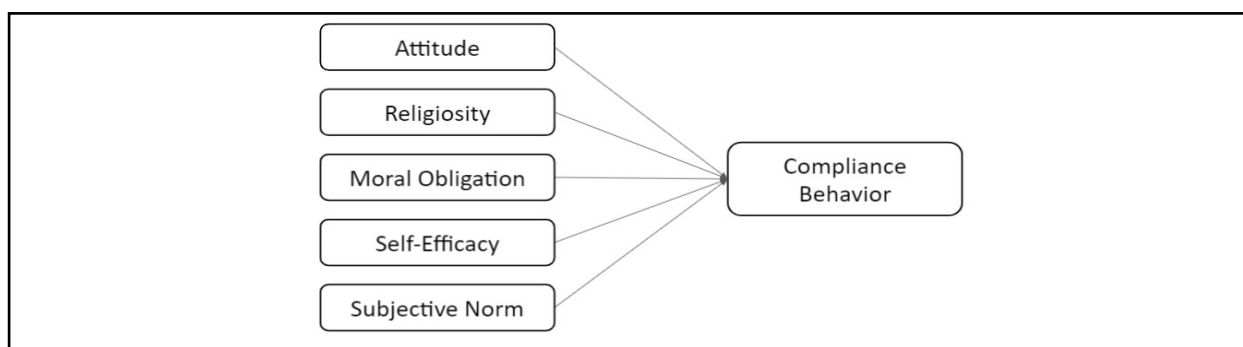 Attitude
Religiosity
Moral Obligation
Self-Efficacy
Subjective Norm
Compliance
Behavior